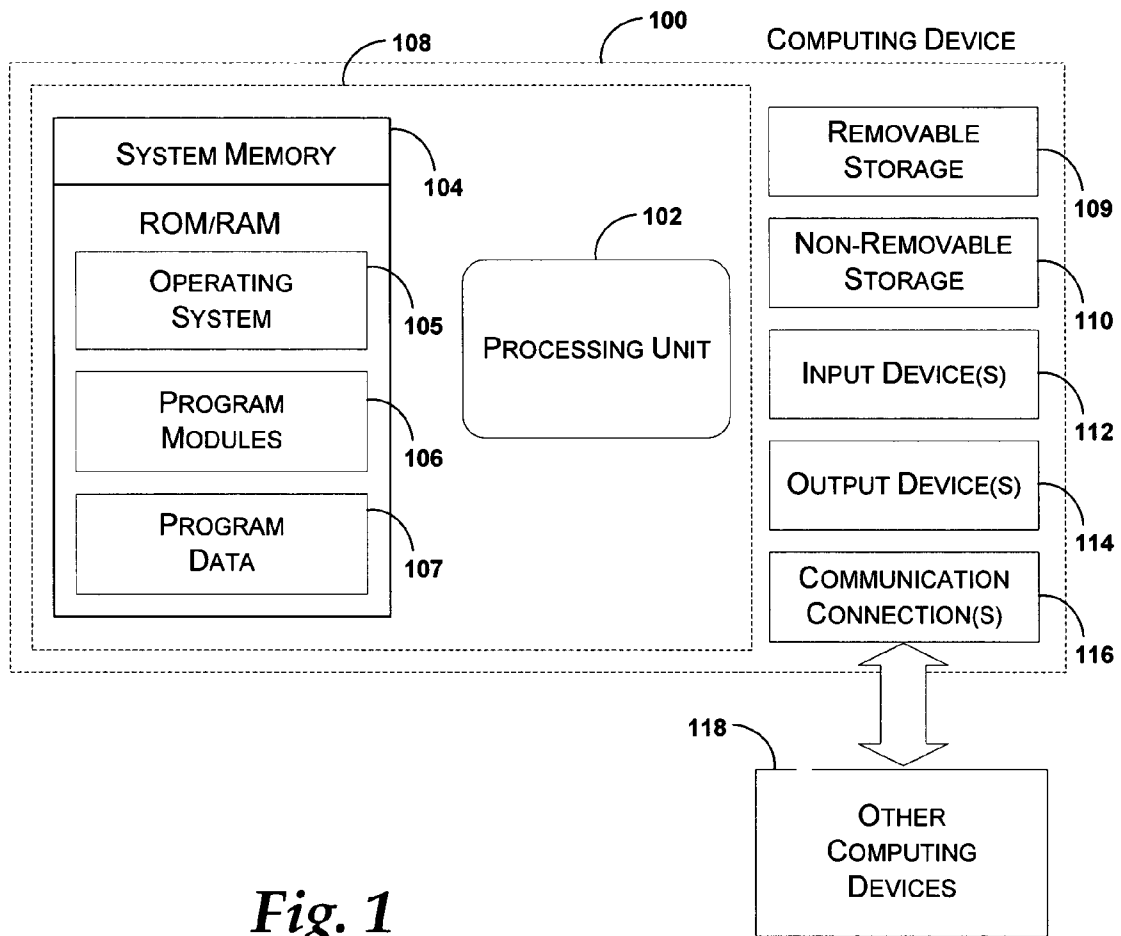 100
COMPUTING DEVICE
108
SYSTEM MEMORY
104
ROM/RAM
OPERATING
SYSTEM
105
PROGRAM
MODULES
106
PROGRAM
DATA
107
102
PROCESSING UNIT
REMOVABLE
STORAGE
109
NON-REMOVABLE
STORAGE
110
INPUT DEVICE(S)
112
OUTPUT DEVICE(S)
114
COMMUNICATION
CONNECTION(S)
116
118
OTHER
COMPUTING
DEVICES
Fig. 1